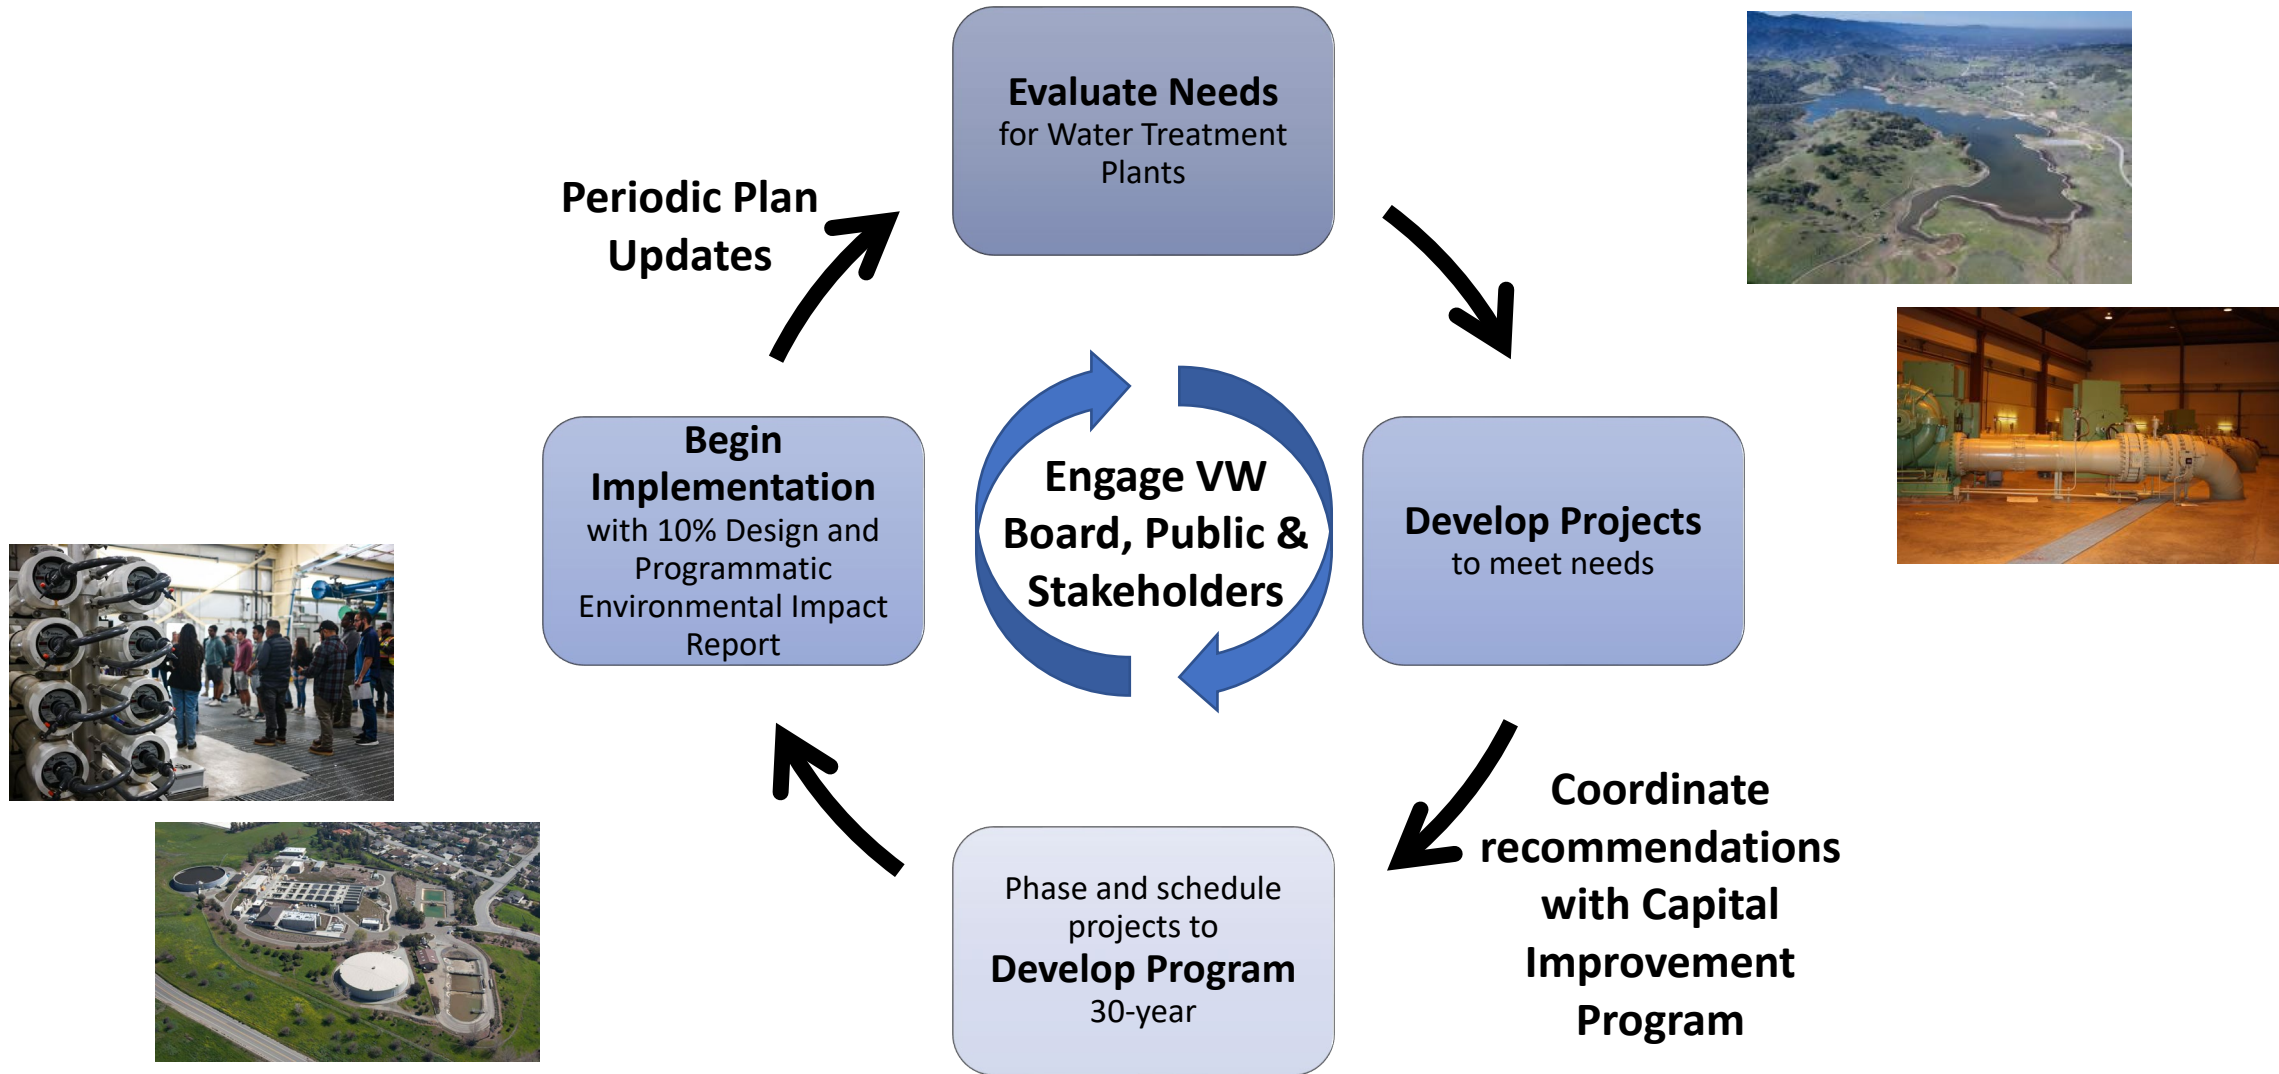 Evaluate Needs
for Water Treatment
Plants
Periodic Plan
Updates
Begin
Implementation
with 10% Design and
Programmatic
Environmental Impact
Report
Engage VW
Board, Public &
Stakeholders
Develop Projects
to meet needs
Phase and schedule
projects to
Develop Program
30-year
Coordinate
recommendations
with Capital
Improvement
Program